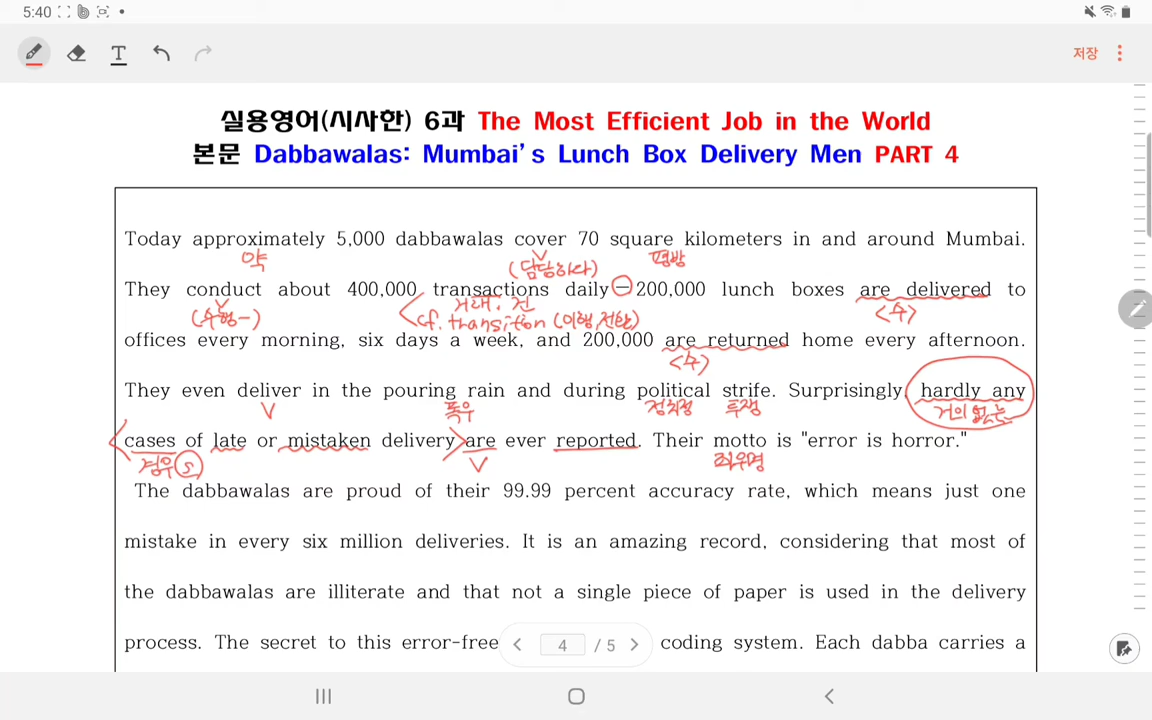 5:40
저장
실용영어(시사한) 6과 The Most Efficient Job in the World
본문 Dabbawalas: Mumbai's Lunch Box Delivery Men PART 4
Today approximately 5,000 dabbawalas cover 70 square kilometers in and around Mumbai.
약 (담당하다) 평방
They conduct about 400,000 transactions daily-200,000 lunch boxes are delivered to
(수행-) 거래. 건 <수>
cf. transition (이행, 전환)
offices every morning, six days a week, and 200,000 are returned home every afternoon.
<수>
They even deliver in the pouring rain and during political strife. Surprisingly, hardly any
V 폭우 정치적 투쟁 거의 없는
cases of late or mistaken delivery are ever reported. Their motto is "error is horror."
경우 s V 좌우명
The dabbawalas are proud of their 99.99 percent accuracy rate, which means just one
mistake in every six million deliveries. It is an amazing record, considering that most of
the dabbawalas are illiterate and that not a single piece of paper is used in the delivery
process. The secret to this error-free coding system. Each dabba carries a
4 / 5